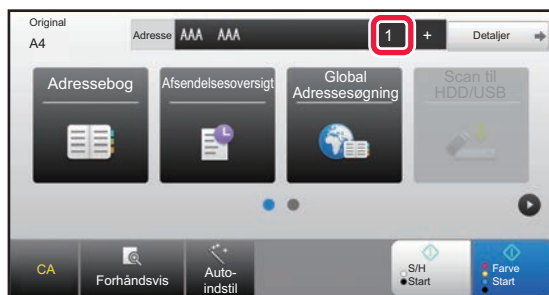 Original
A4
Adresse AAA AAA 1 + Detaljer
Adressebog
Afsendelsesoversigt
Global
Adressesøgning
Scan til
HDD/USB
CA
Forhåndsvis
Auto-
indstil
S/H
Start
Farve
Start